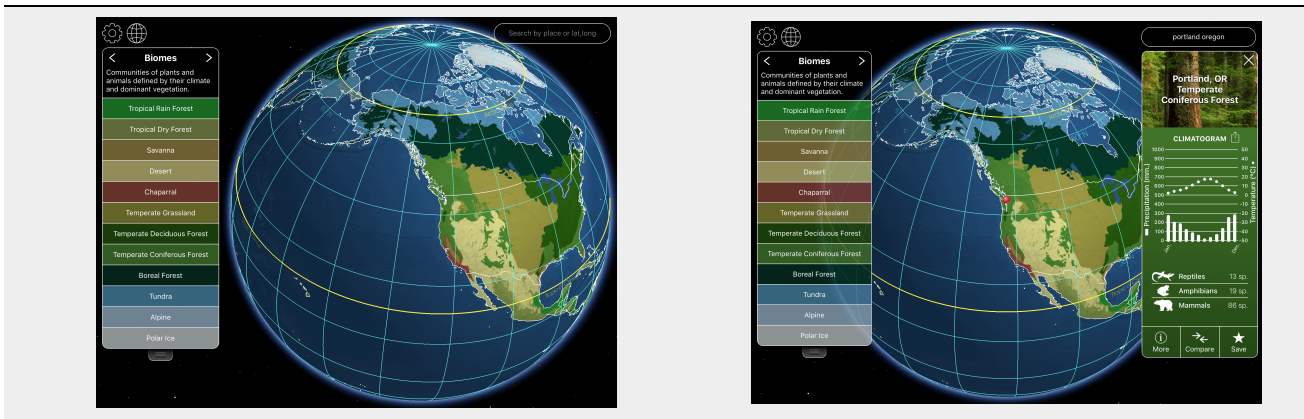 Search by place or lat,long
< Biomes >
Communities of plants and
animals defined by their climate
and dominant vegetation.
Tropical Rain Forest
Tropical Dry Forest
Savanna
Desert
Chaparral
Temperate Grassland
Temperate Deciduous Forest
Temperate Coniferous Forest
Boreal Forest
Tundra
Alpine
Polar Ice
portland oregon
< Biomes >
Communities of plants and
animals defined by their climate
and dominant vegetation.
Tropical Rain Forest
Tropical Dry Forest
Savanna
Desert
Chaparral
Temperate Grassland
Temperate Deciduous Forest
Temperate Coniferous Forest
Boreal Forest
Tundra
Alpine
Polar Ice
Portland, OR
Temperate
Coniferous Forest
CLIMATOGRAM
Precipitation (mm.)
1000
900
800
700
600
500
400
300
200
100
0
50
40
30
20
10
0
-10
-20
-30
-40
-50
Temperature (°C)
Jan.
Dec.
Reptiles 13 sp.
Amphibians 19 sp.
Mammals 86 sp.
More Compare Save